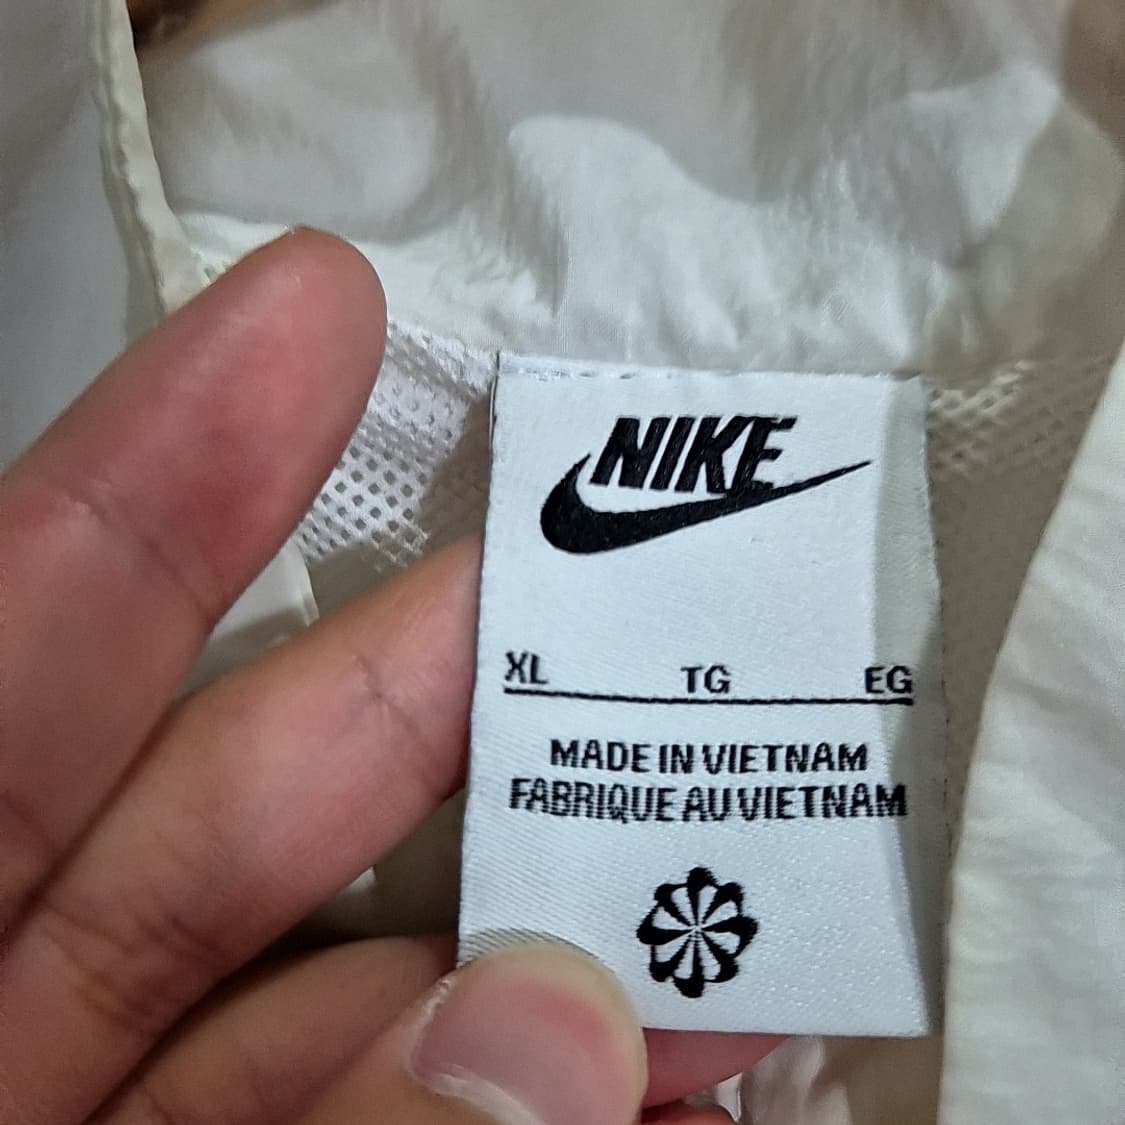 NIKE
XL TG EG
MADE IN VIETNAM
FABRIQUE AU VIETNAM